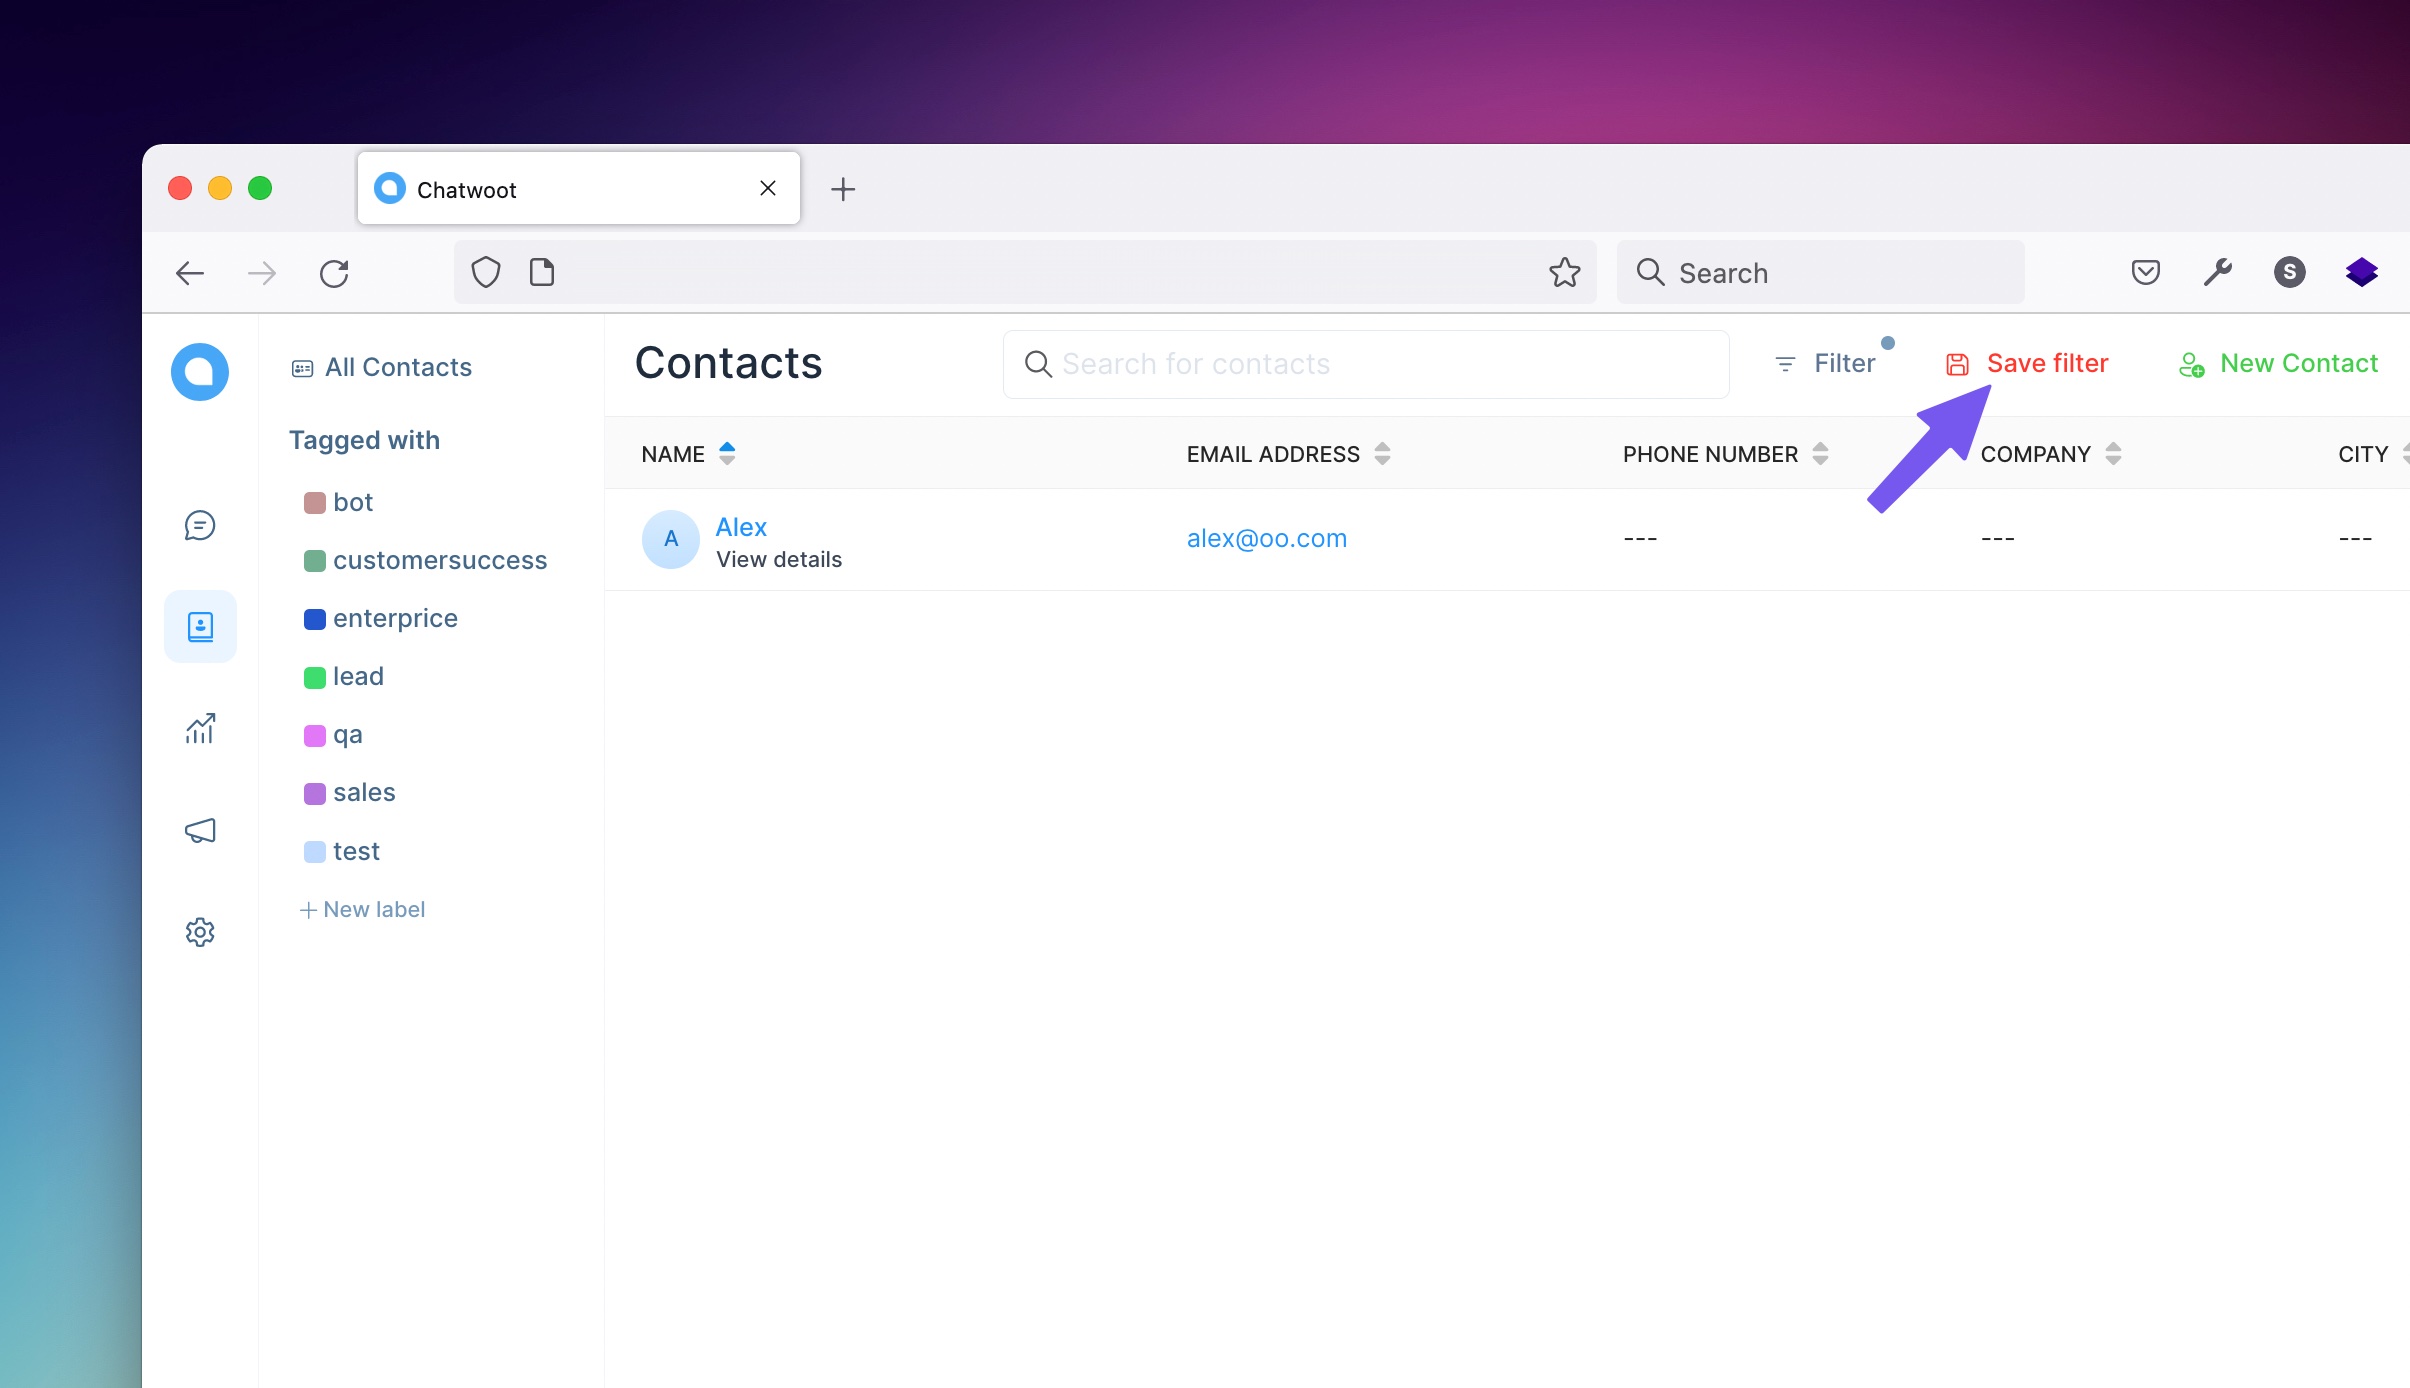 Chatwoot
Search
S
All Contacts
Tagged with
bot
customersuccess
enterprice
lead
qa
sales
test
New label
Contacts
Search for contacts
Filter
Save filter
New Contact
NAME EMAIL ADDRESS PHONE NUMBER COMPANY CITY
A
Alex
View details
alex@oo.com --- --- ---